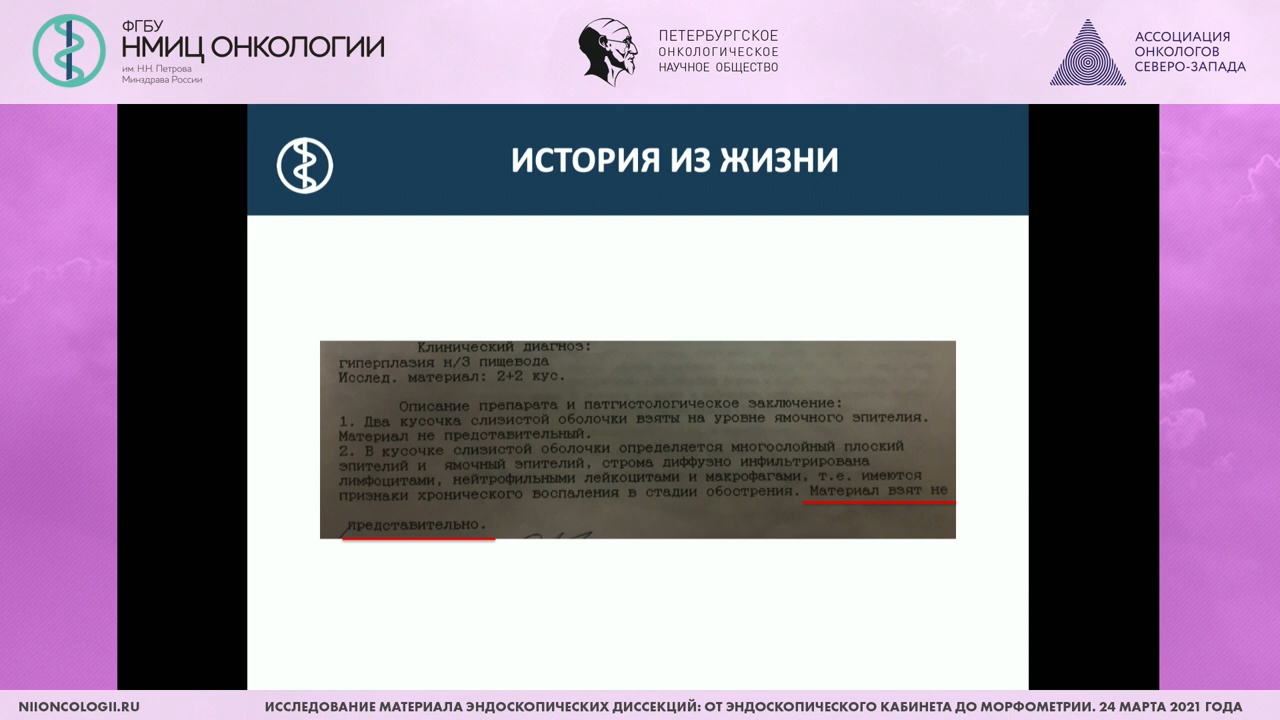 ФГБУ
НМИЦ ОНКОЛОГИИ
им. Н.Н. Петрова
Минздрава России
ПЕТЕРБУРГСКОЕ
ОНКОЛОГИЧЕСКОЕ
НАУЧНОЕ ОБЩЕСТВО
АССОЦИАЦИЯ
ОНКОЛОГОВ
СЕВЕРО-ЗАПАДА
ИСТОРИЯ ИЗ ЖИЗНИ
Клинический диагноз:
гиперплазия н/3 пищевода
Исслед. материал: 2+2 кус.
Описание препарата и патгистологическое заключение:
1. Два кусочка слизистой оболочки взяты на уровне ямочного эпителия.
Материал не представительный.
2. В кусочке слизистой оболочки определяется многослойный плоский
эпителий и ямочный эпителий, строма диффузно инфильтрирована
лимфоцитами, нейтрофильными лейкоцитами и макрофагами, т.е. имеются
признаки хронического воспаления в стадии обострения. Материал взят не
представительно.
NIIONCOLOGII.RU
ИССЛЕДОВАНИЕ МАТЕРИАЛА ЭНДОСКОПИЧЕСКИХ ДИССЕКЦИЙ: ОТ ЭНДОСКОПИЧЕСКОГО КАБИНЕТА ДО МОРФОМЕТРИИ. 24 МАРТА 2021 ГОДА